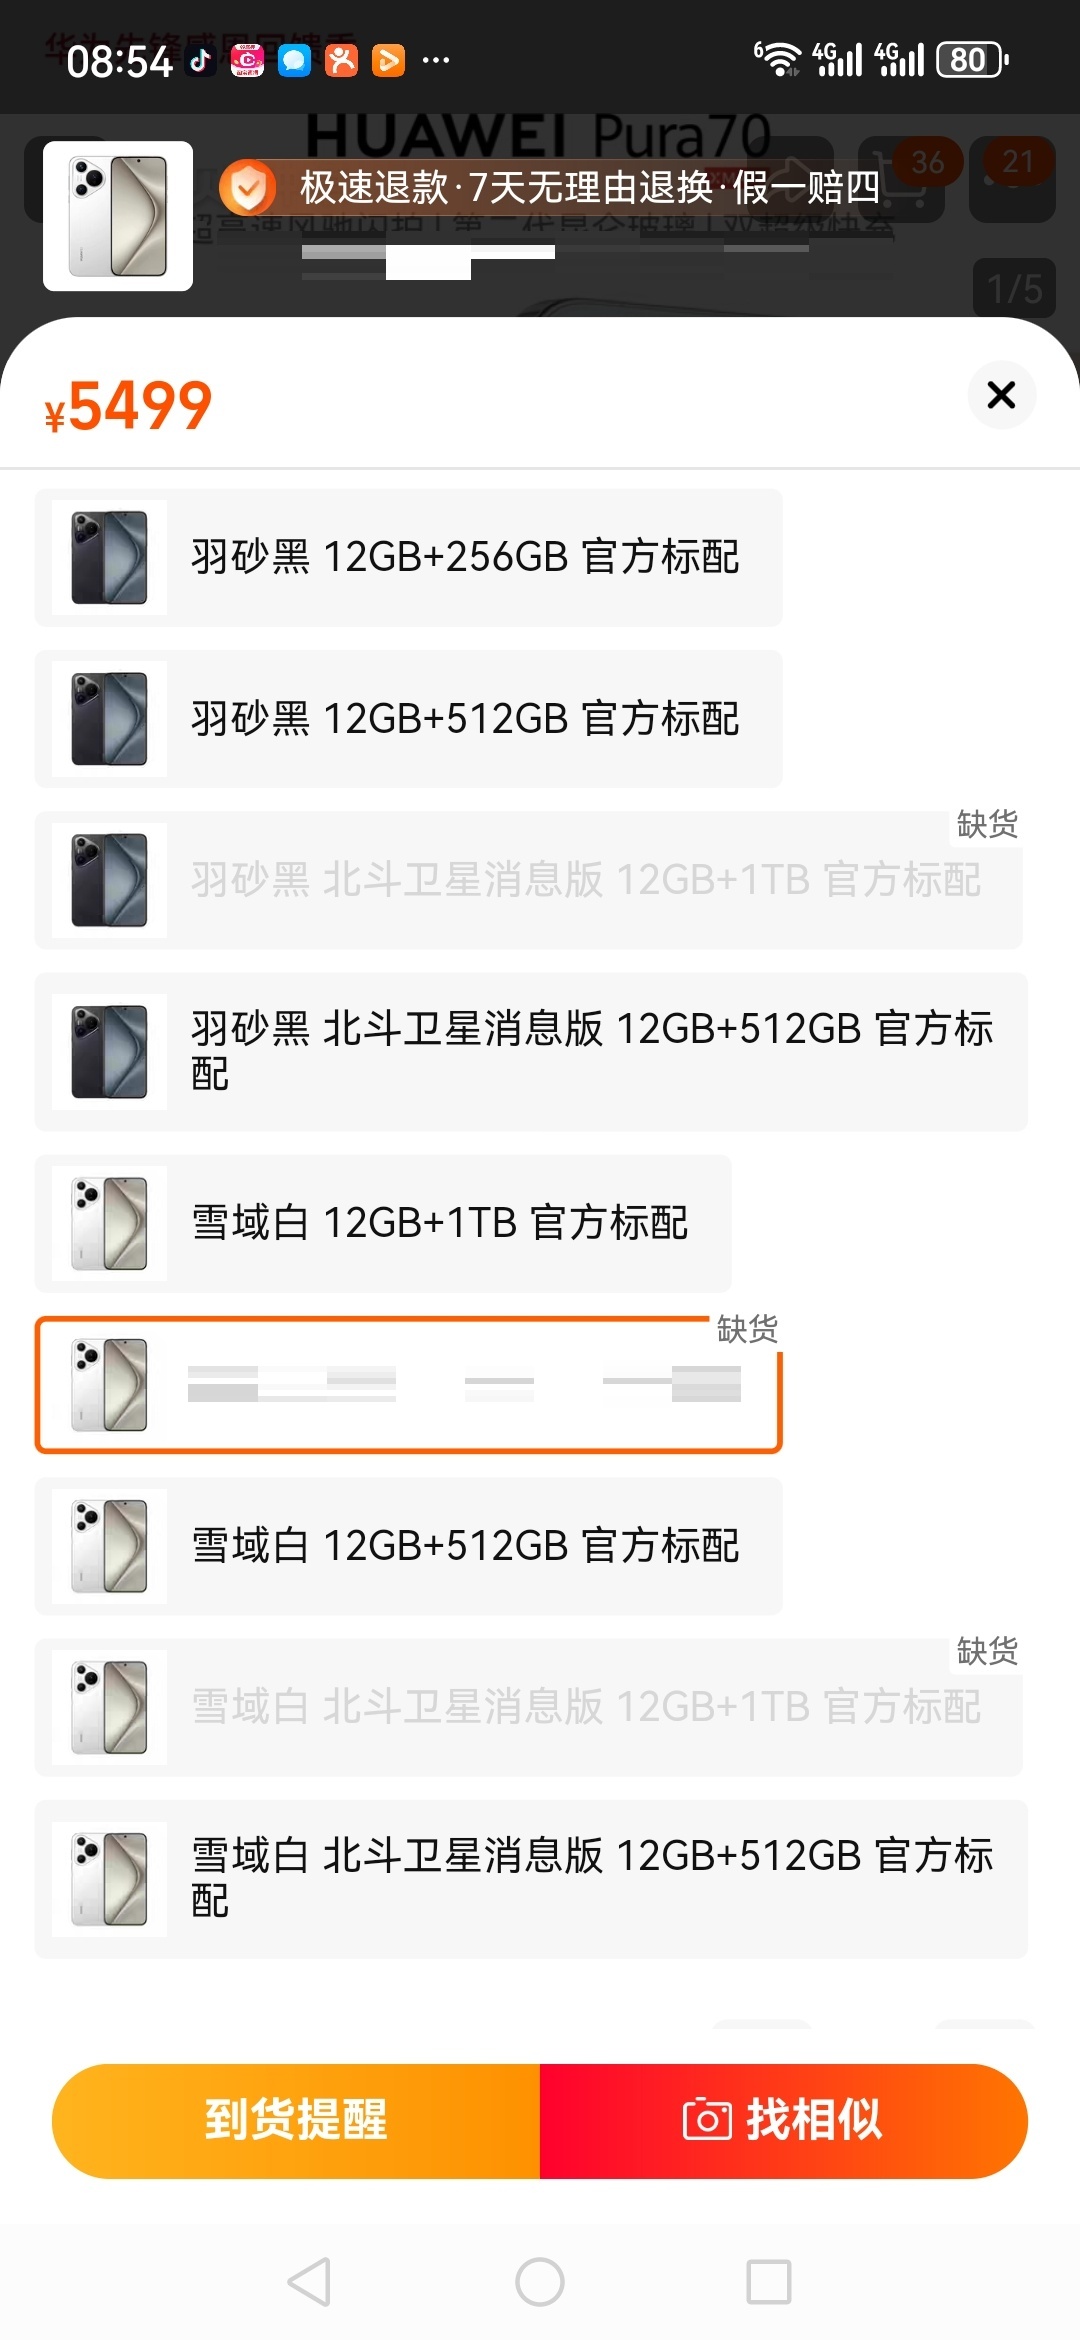 08:54
6
4G
4G
80
HUAWEI Pura70
36
21
极速退款·7天无理由退换·假一赔四
1/5
¥5499
羽砂黑 12GB+256GB 官方标配
羽砂黑 12GB+512GB 官方标配
缺货
羽砂黑 北斗卫星消息版 12GB+1TB 官方标配
羽砂黑 北斗卫星消息版 12GB+512GB 官方标
配
雪域白 12GB+1TB 官方标配
缺货
雪域白 12GB+512GB 官方标配
缺货
雪域白 北斗卫星消息版 12GB+1TB 官方标配
雪域白 北斗卫星消息版 12GB+512GB 官方标
配
到货提醒
找相似